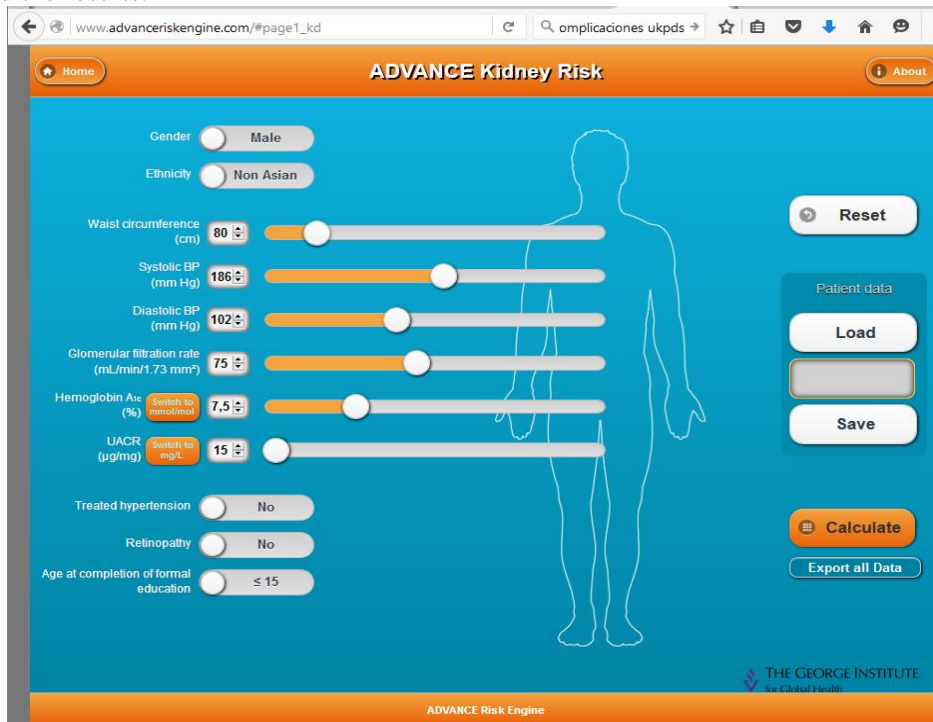 www.advanceriskengine.com/#page1_kd
omplicaciones ukpds
Home
ADVANCE Kidney Risk
About
Gender
Male
Ethnicity
Non Asian
Waist circumference
(cm)
80
Systolic BP
(mm Hg)
186
Diastolic BP
(mm Hg)
102
Glomerular filtration rate
(mL/min/1.73 mm²)
75
Hemoglobin A1c
(%)
Switch to
mmol/mol
7,5
UACR
(µg/mg)
Switch to
mg/L
15
Treated hypertension
No
Retinopathy
No
Age at completion of formal
education
≤ 15
Reset
Patient data
Load
Save
Calculate
Export all Data
THE GEORGE INSTITUTE
for Global Health
ADVANCE Risk Engine